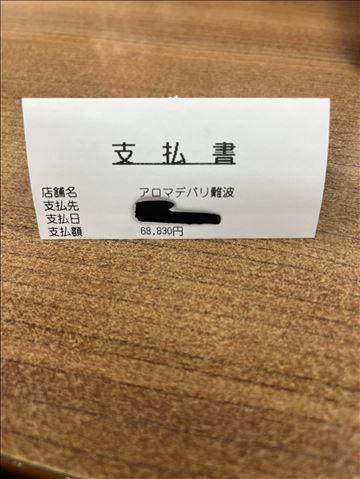 支払書
店舗名 アロマデパリ難波
支払先
支払日
支払額 68,830円